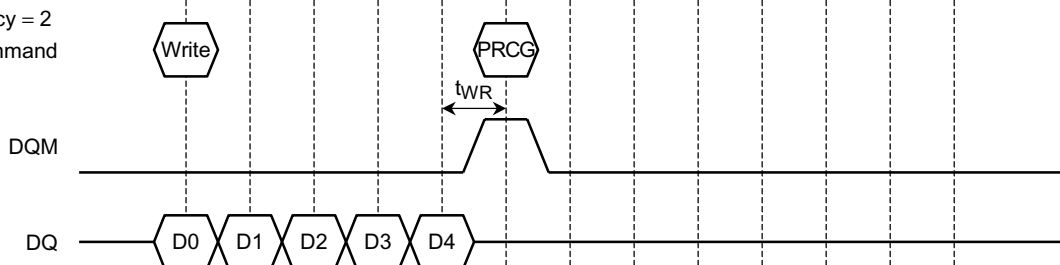 cy = 2
mmand Write PRCG
tWR
DQM
DQ D0 D1 D2 D3 D4